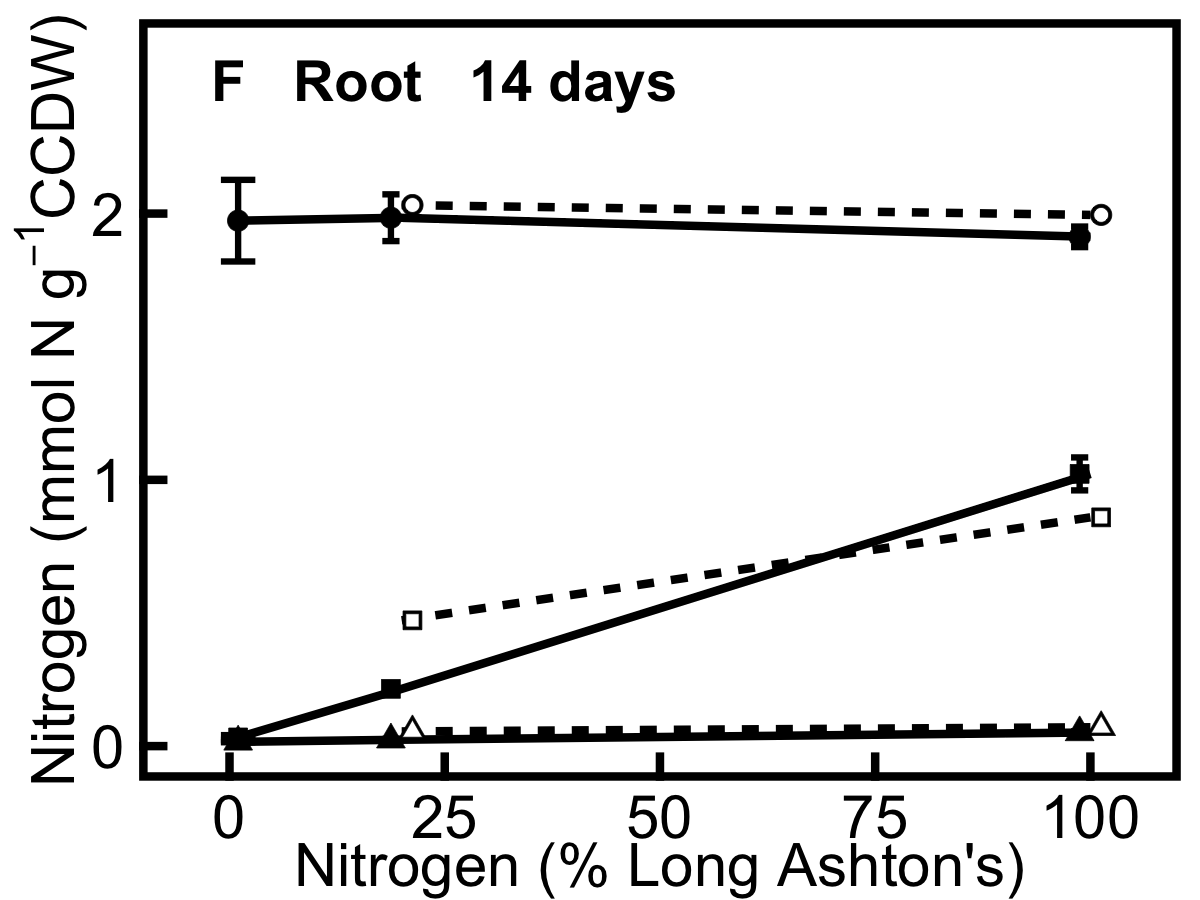 F Root 14 days
Nitrogen (mmol N g⁻¹CCDW)
2
1
0
0 25 50 75 100
Nitrogen (% Long Ashton's)